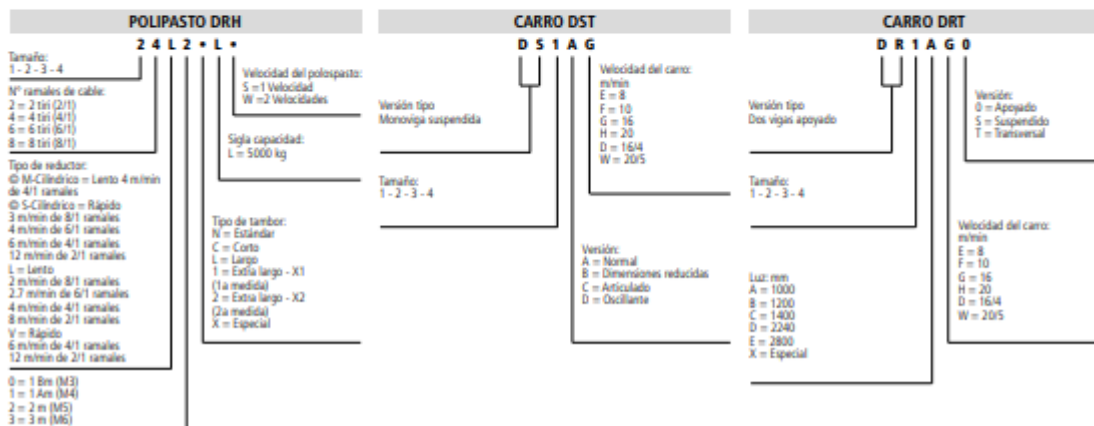 POLIPASTO DRH
2 4 L 2 • L •
Tamaño:
1 - 2 - 3 - 4
Nº ramales de cable:
2 = 2 tiri (2/1)
4 = 4 tiri (4/1)
6 = 6 tiri (6/1)
8 = 8 tiri (8/1)
Tipo de reductor:
© M-Cilíndrico = Lento 4 m/min
de 4/1 ramales
© S-Cilíndrico = Rápido
3 m/min de 8/1 ramales
4 m/min de 6/1 ramales
6 m/min de 4/1 ramales
12 m/min de 2/1 ramales
L = Lento
2 m/min de 8/1 ramales
2.7 m/min de 6/1 ramales
4 m/min de 4/1 ramales
8 m/min de 2/1 ramales
V = Rápido
6 m/min de 4/1 ramales
12 m/min de 2/1 ramales
0 = 1 Bm (M3)
1 = 1 Am (M4)
2 = 2 m (M5)
3 = 3 m (M6)
Velocidad del polospasto:
S =1 Velocidad
W =2 Velocidades
Sigla capacidad:
L = 5000 kg
Tipo de tambor:
N = Estándar
C = Corto
L = Largo
1 = Extra largo - X1
(1a medida)
2 = Extra largo - X2
(2a medida)
X = Especial
CARRO DST
D S 1 A G
Versión tipo
Monoviga suspendida
Tamaño:
1 - 2 - 3 - 4
Velocidad del carro:
m/min
E = 8
F = 10
G = 16
H = 20
D = 16/4
W = 20/5
Versión:
A = Normal
B = Dimensiones reducidas
C = Articulado
D = Oscillante
CARRO DRT
D R 1 A G 0
Versión tipo
Dos vigas apoyado
Tamaño:
1 - 2 - 3 - 4
Luz: mm
A = 1000
B = 1200
C = 1400
D = 2240
E = 2800
X = Especial
Versión:
0 = Apoyado
S = Suspendido
T = Transversal
Velocidad del carro:
m/min
E = 8
F = 10
G = 16
H = 20
D = 16/4
W = 20/5